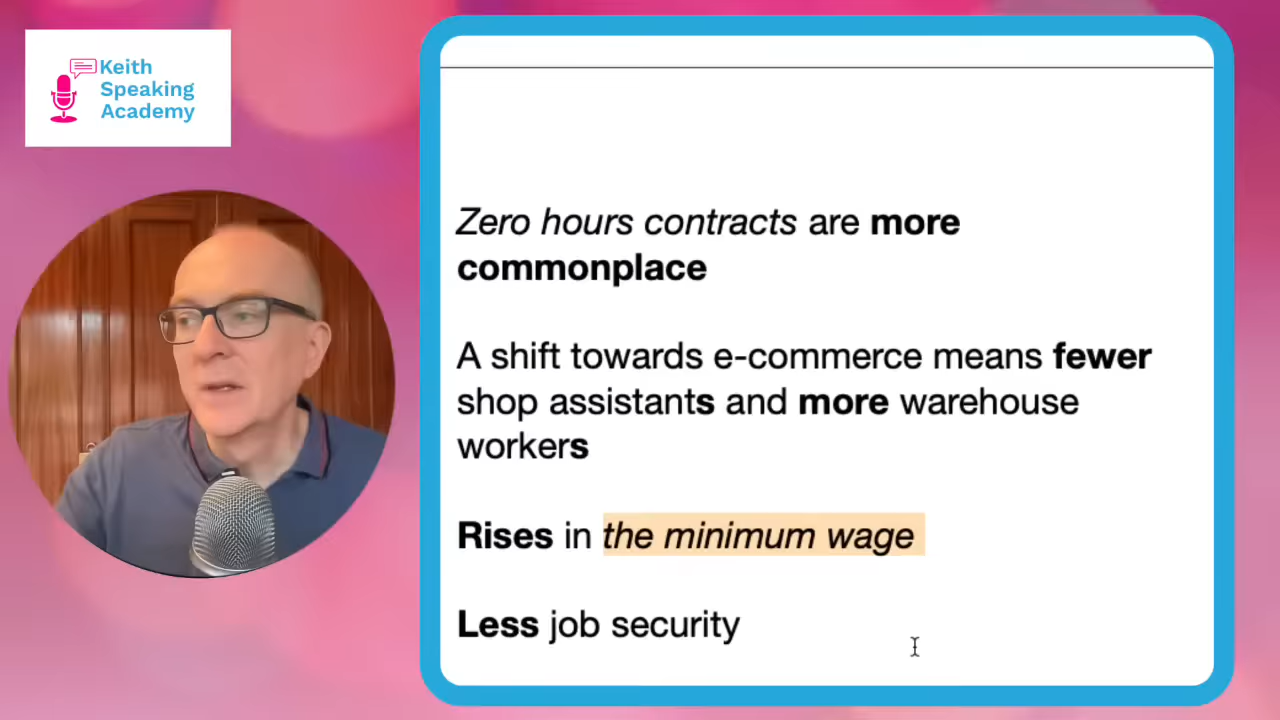 Keith
Speaking
Academy
Zero hours contracts are more
commonplace
A shift towards e-commerce means fewer
shop assistants and more warehouse
workers
Rises in the minimum wage
Less job security